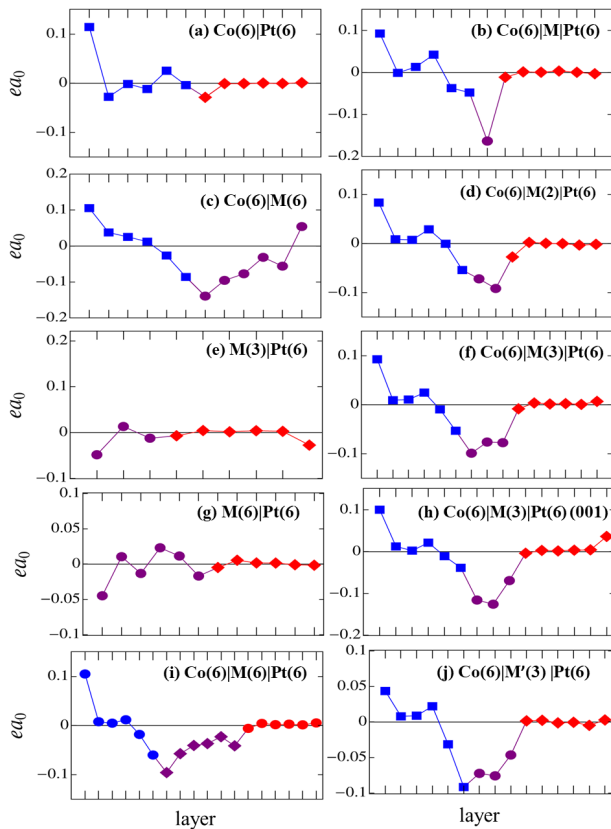 (a) Co(6)|Pt(6)
0.1
0
−0.1
ea₀
(b) Co(6)|M|Pt(6)
0.1
0
−0.1
−0.2
(c) Co(6)|M(6)
0.2
0.1
0
−0.1
−0.2
ea₀
(d) Co(6)|M(2)|Pt(6)
0.1
0
−0.1
(e) M(3)|Pt(6)
0.2
0.1
0
−0.1
ea₀
(f) Co(6)|M(3)|Pt(6)
0.1
0
−0.1
(g) M(6)|Pt(6)
0.1
0.05
0
−0.05
−0.1
ea₀
(h) Co(6)|M(3)|Pt(6) (001)
0.1
0
−0.1
−0.2
(i) Co(6)|M(6)|Pt(6)
0.1
0
−0.1
ea₀
layer
(j) Co(6)|M′(3) |Pt(6)
0.05
0
−0.05
−0.1
layer